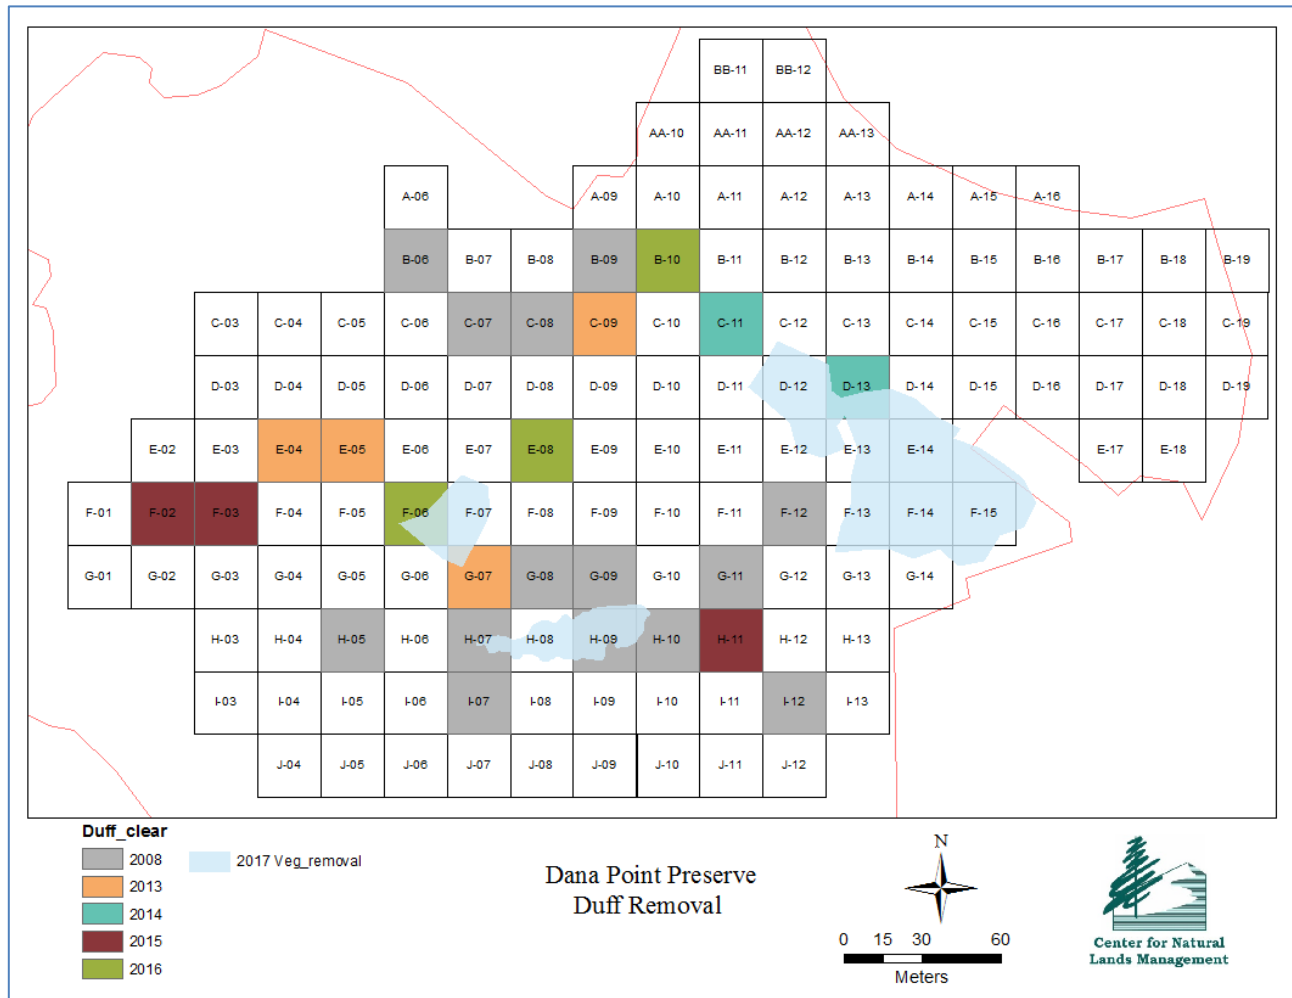 BB-11 BB-12
AA-10 AA-11 AA-12 AA-13
A-06 A-09 A-10 A-11 A-12 A-13 A-14 A-15 A-16
B-06 B-07 B-08 B-09 B-10 B-11 B-12 B-13 B-14 B-15 B-16 B-17 B-18 B-19
C-03 C-04 C-05 C-06 C-07 C-08 C-09 C-10 C-11 C-12 C-13 C-14 C-15 C-16 C-17 C-18 C-19
D-03 D-04 D-05 D-06 D-07 D-08 D-09 D-10 D-11 D-12 D-13 D-14 D-15 D-16 D-17 D-18 D-19
E-02 E-03 E-04 E-05 E-06 E-07 E-08 E-09 E-10 E-11 E-12 E-13 E-14 E-17 E-18
F-01 F-02 F-03 F-04 F-05 F-06 F-07 F-08 F-09 F-10 F-11 F-12 F-13 F-14 F-15
G-01 G-02 G-03 G-04 G-05 G-06 G-07 G-08 G-09 G-10 G-11 G-12 G-13 G-14
H-03 H-04 H-05 H-06 H-07 H-08 H-09 H-10 H-11 H-12 H-13
I-03 I-04 I-05 I-06 I-07 I-08 I-09 I-10 I-11 I-12 I-13
J-04 J-05 J-06 J-07 J-08 J-09 J-10 J-11 J-12
Duff_clear
2008
2013
2014
2015
2016
2017 Veg_removal
Dana Point Preserve
Duff Removal
N
0 15 30 60
Meters
Center for Natural
Lands Management